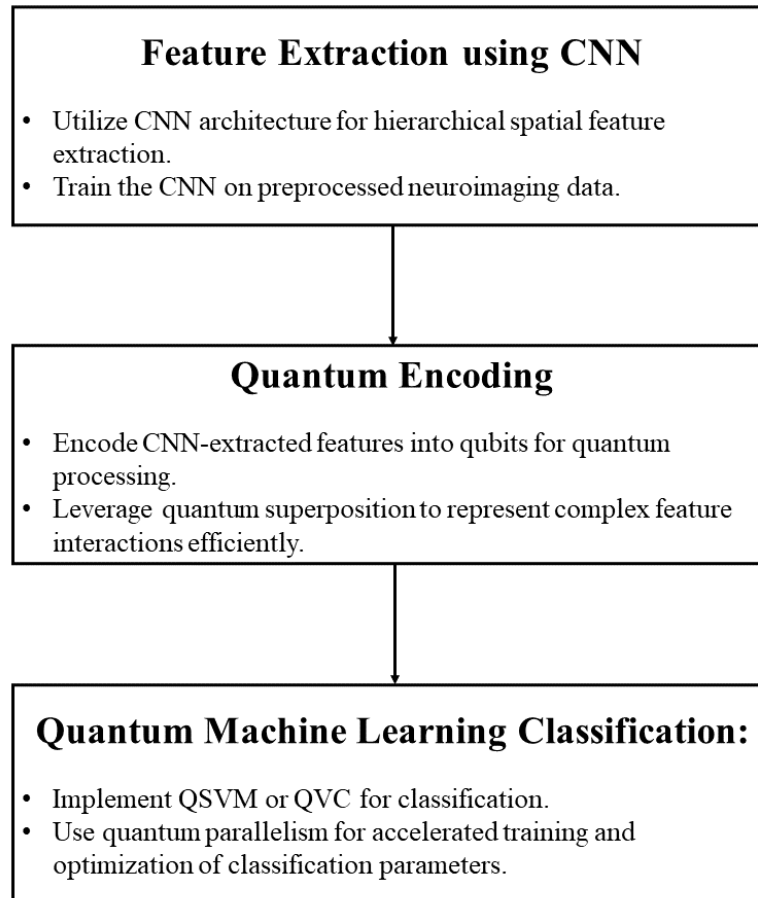 Feature Extraction using CNN
• Utilize CNN architecture for hierarchical spatial feature
extraction.
• Train the CNN on preprocessed neuroimaging data.
Quantum Encoding
• Encode CNN-extracted features into qubits for quantum
processing.
• Leverage quantum superposition to represent complex feature
interactions efficiently.
Quantum Machine Learning Classification:
• Implement QSVM or QVC for classification.
• Use quantum parallelism for accelerated training and
optimization of classification parameters.